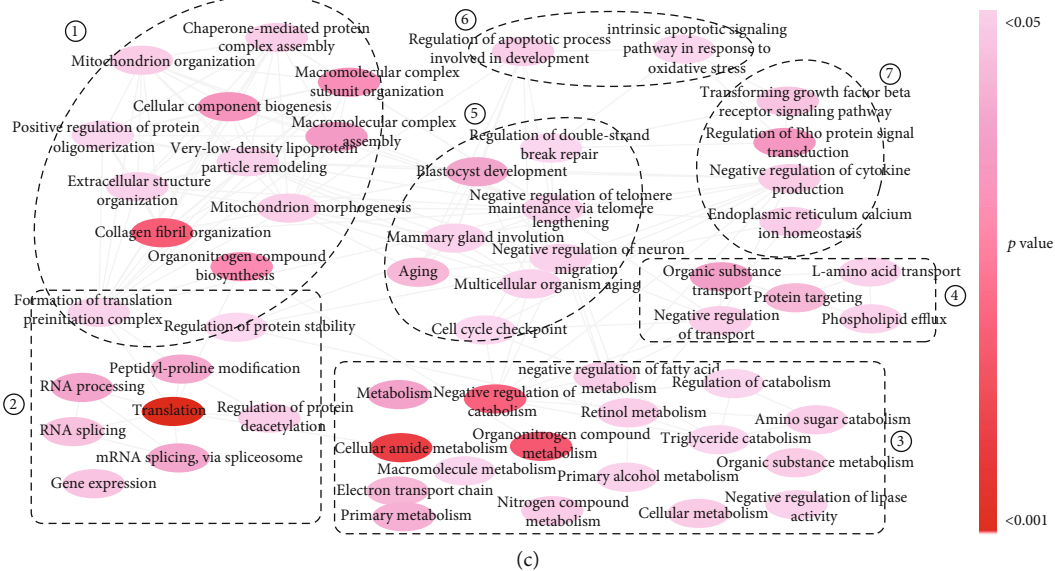 ①
Chaperone-mediated protein
complex assembly
Mitochondrion organization
Macromolecular complex
subunit organization
Cellular component biogenesis
Macromolecular complex
assembly
Positive regulation of protein
oligomerization
Very-low-density lipoprotein
particle remodeling
Extracellular structure
organization
Mitochondrion morphogenesis
Collagen fibril organization
Organonitrogen compound
biosynthesis
Formation of translation
preinitiation complex
Regulation of protein stability
②
Peptidyl-proline modification
RNA processing
Translation
Regulation of protein
deacetylation
RNA splicing
mRNA splicing, via spliceosome
Gene expression
⑥
Regulation of apoptotic process
involved in development
intrinsic apoptotic signaling
pathway in response to
oxidative stress
⑤
Regulation of double-strand
break repair
Blastocyst development
Negative regulation of telomere
maintenance via telomere
lengthening
Mammary gland involution
Negative regulation of neuron
migration
Aging
Multicellular organism aging
Cell cycle checkpoint
⑦
Transforming growth factor beta
receptor signaling pathway
Regulation of Rho protein signal
transduction
Negative regulation of cytokine
production
Endoplasmic reticulum calcium
ion homeostasis
④
Organic substance
transport
L-amino acid transport
Protein targeting
Negative regulation
of transport
Phospholipid efflux
③
negative regulation of fatty acid
metabolism
Regulation of catabolism
Metabolism
Negative regulation of
catabolism
Retinol metabolism
Amino sugar catabolism
Cellular amide metabolism
Organonitrogen compound
metabolism
Triglyceride catabolism
Macromolecule metabolism
Primary alcohol metabolism
Organic substance metabolism
Electron transport chain
Primary metabolism
Nitrogen compound
metabolism
Cellular metabolism
Negative regulation of lipase
activity
<0.05
p value
<0.001
(c)